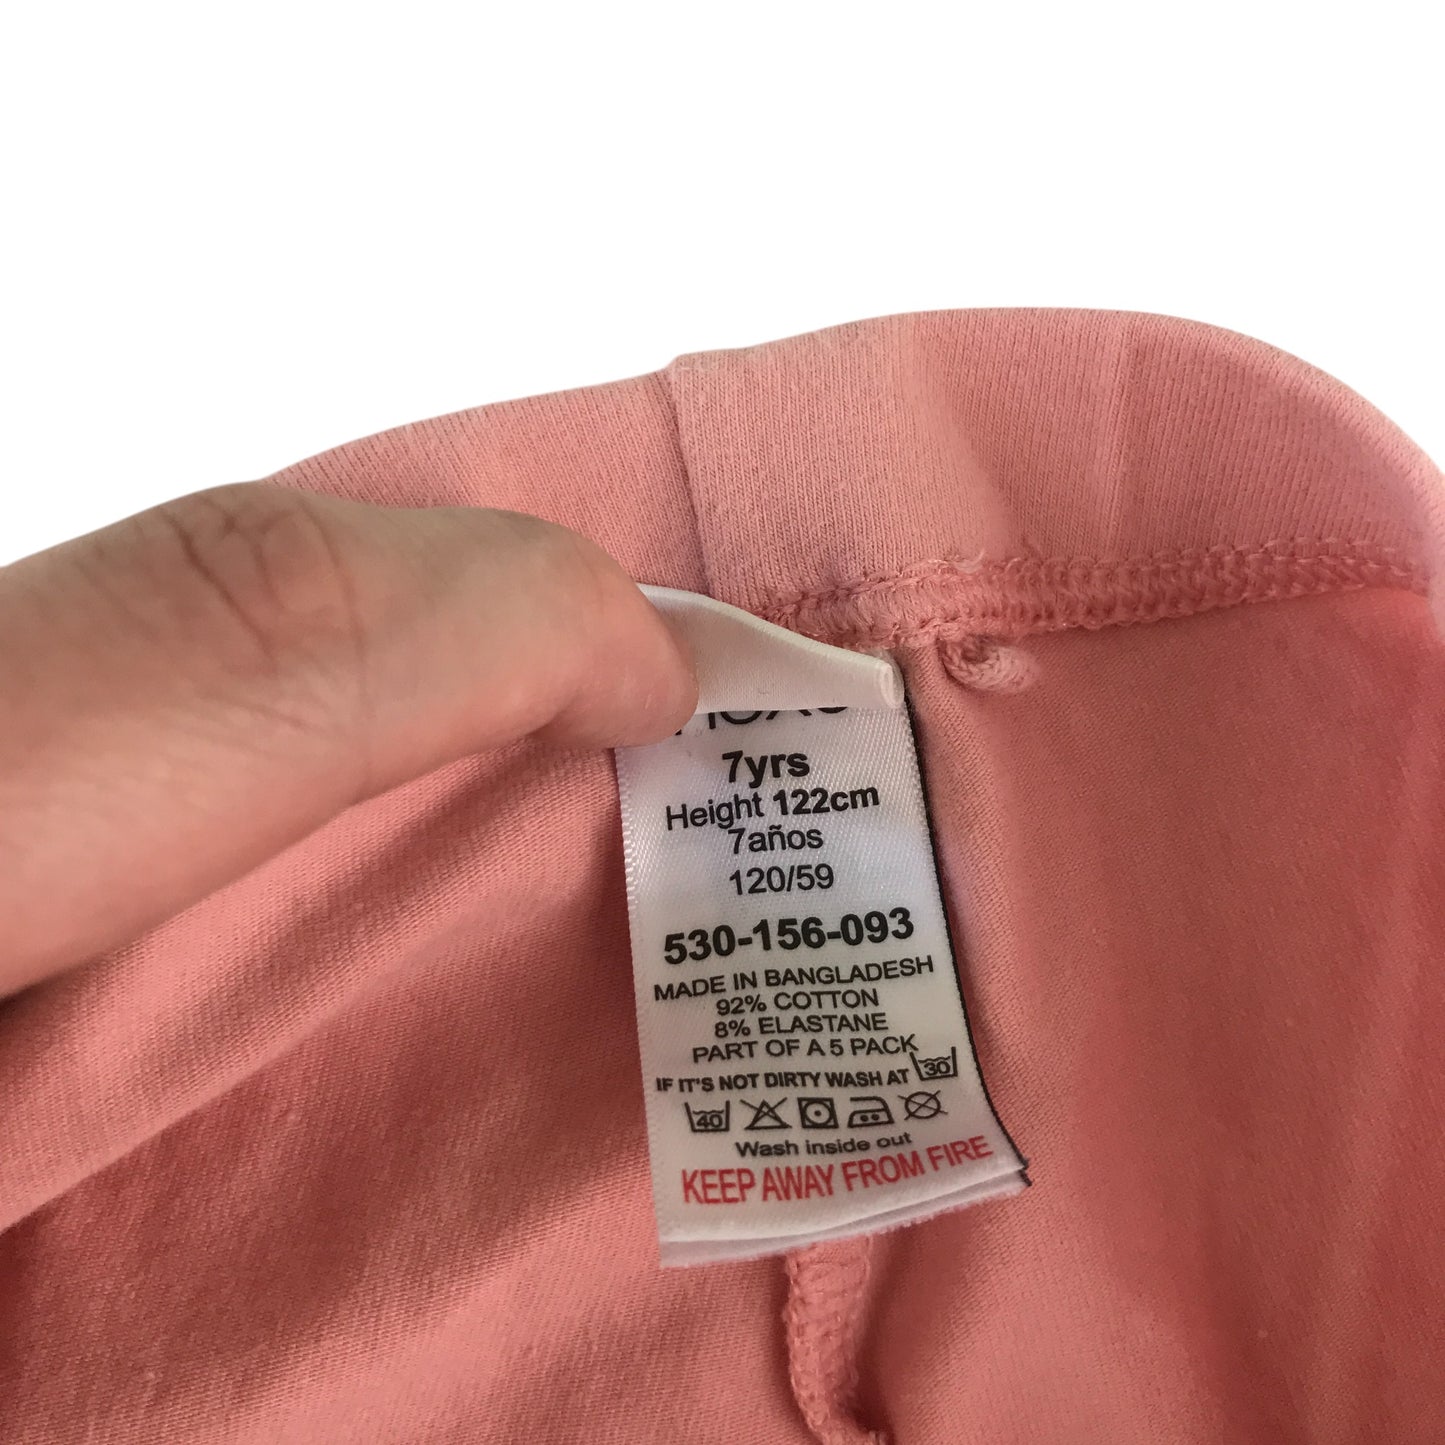 7yrs
Height 122cm
7años
120/59
530-156-093
MADE IN BANGLADESH
92% COTTON
8% ELASTANE
PART OF A 5 PACK
IF IT'S NOT DIRTY WASH AT 30
40
Wash inside out
KEEP AWAY FROM FIRE